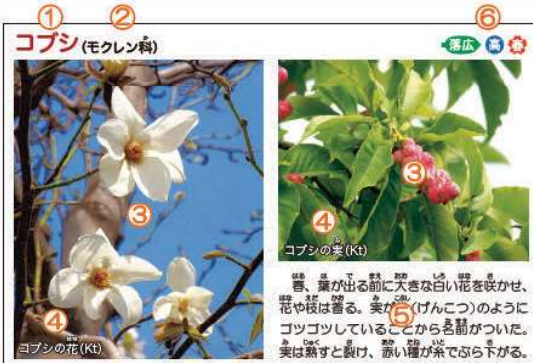 ① ② ⑥
コブシ (モクレン科) 落広 高 春
③
④
コブシの花(Kt)
③
④
コブシの実(Kt)
春、葉が出る前に大きな白い花を咲かせ、
花や枝は香る。実が⑤(げんこつ)のように
ゴツゴツしていることから名前がついた。
実は熟すと裂け、赤い種が糸でぶら下がる。